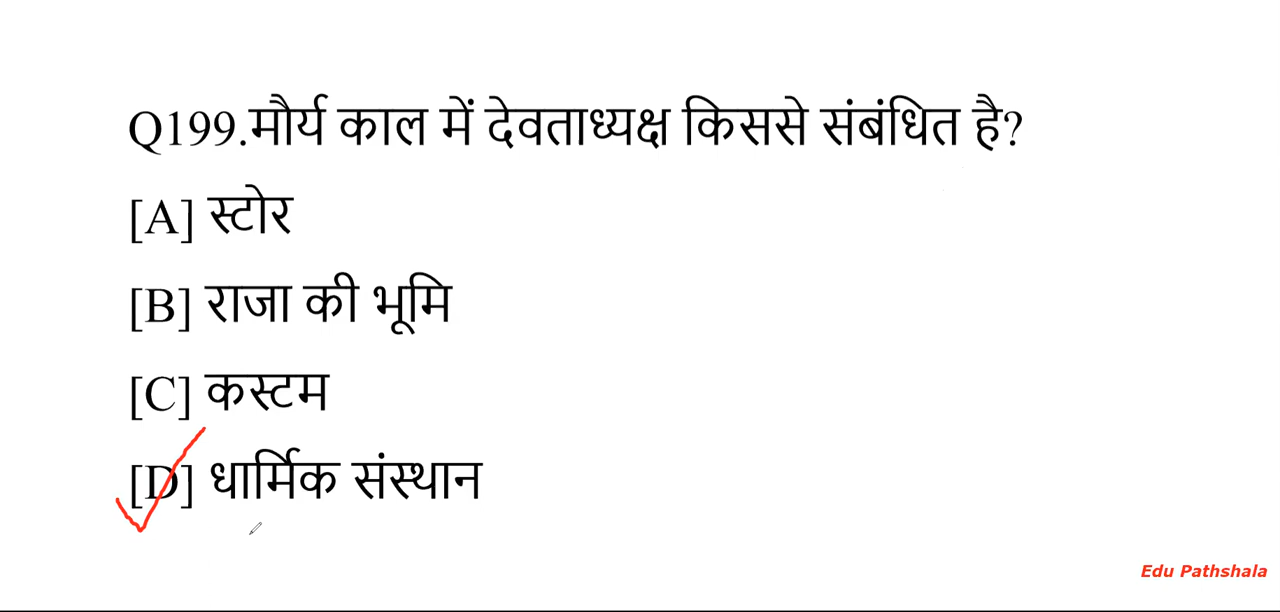 Q199.मौर्य काल में देवताध्यक्ष किससे संबंधित है?
[A] स्टोर
[B] राजा की भूमि
[C] कस्टम
[D] धार्मिक संस्थान
Edu Pathshala